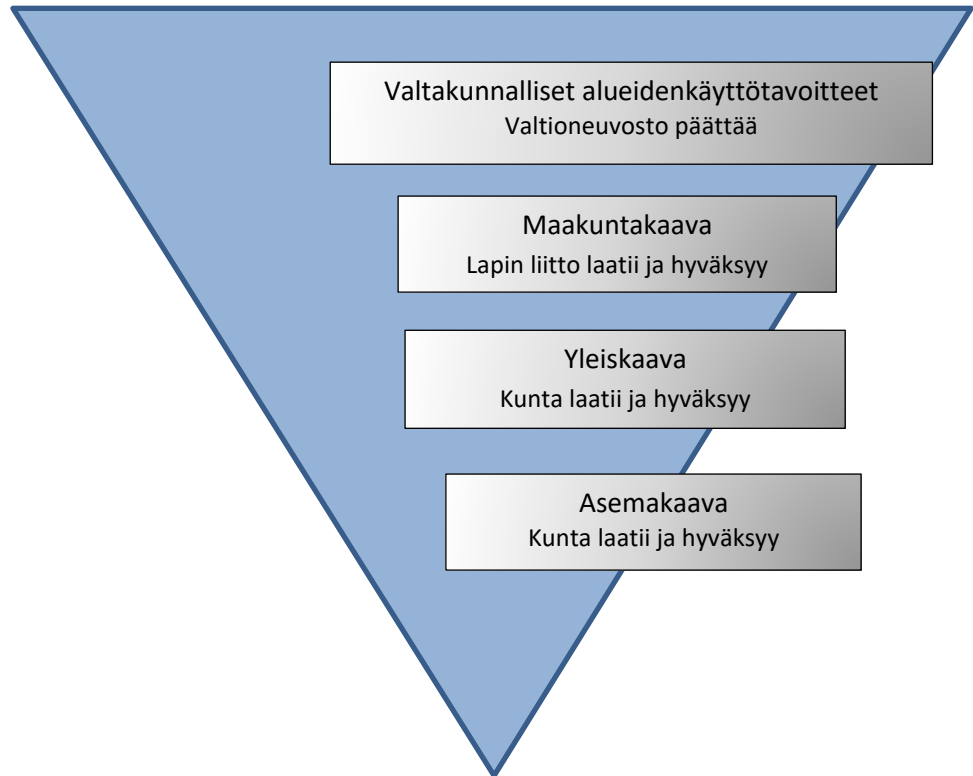 Valtakunnalliset alueidenkäyttötavoitteet
Valtioneuvosto päättää
Maakuntakaava
Lapin liitto laatii ja hyväksyy
Yleiskaava
Kunta laatii ja hyväksyy
Asemakaava
Kunta laatii ja hyväksyy